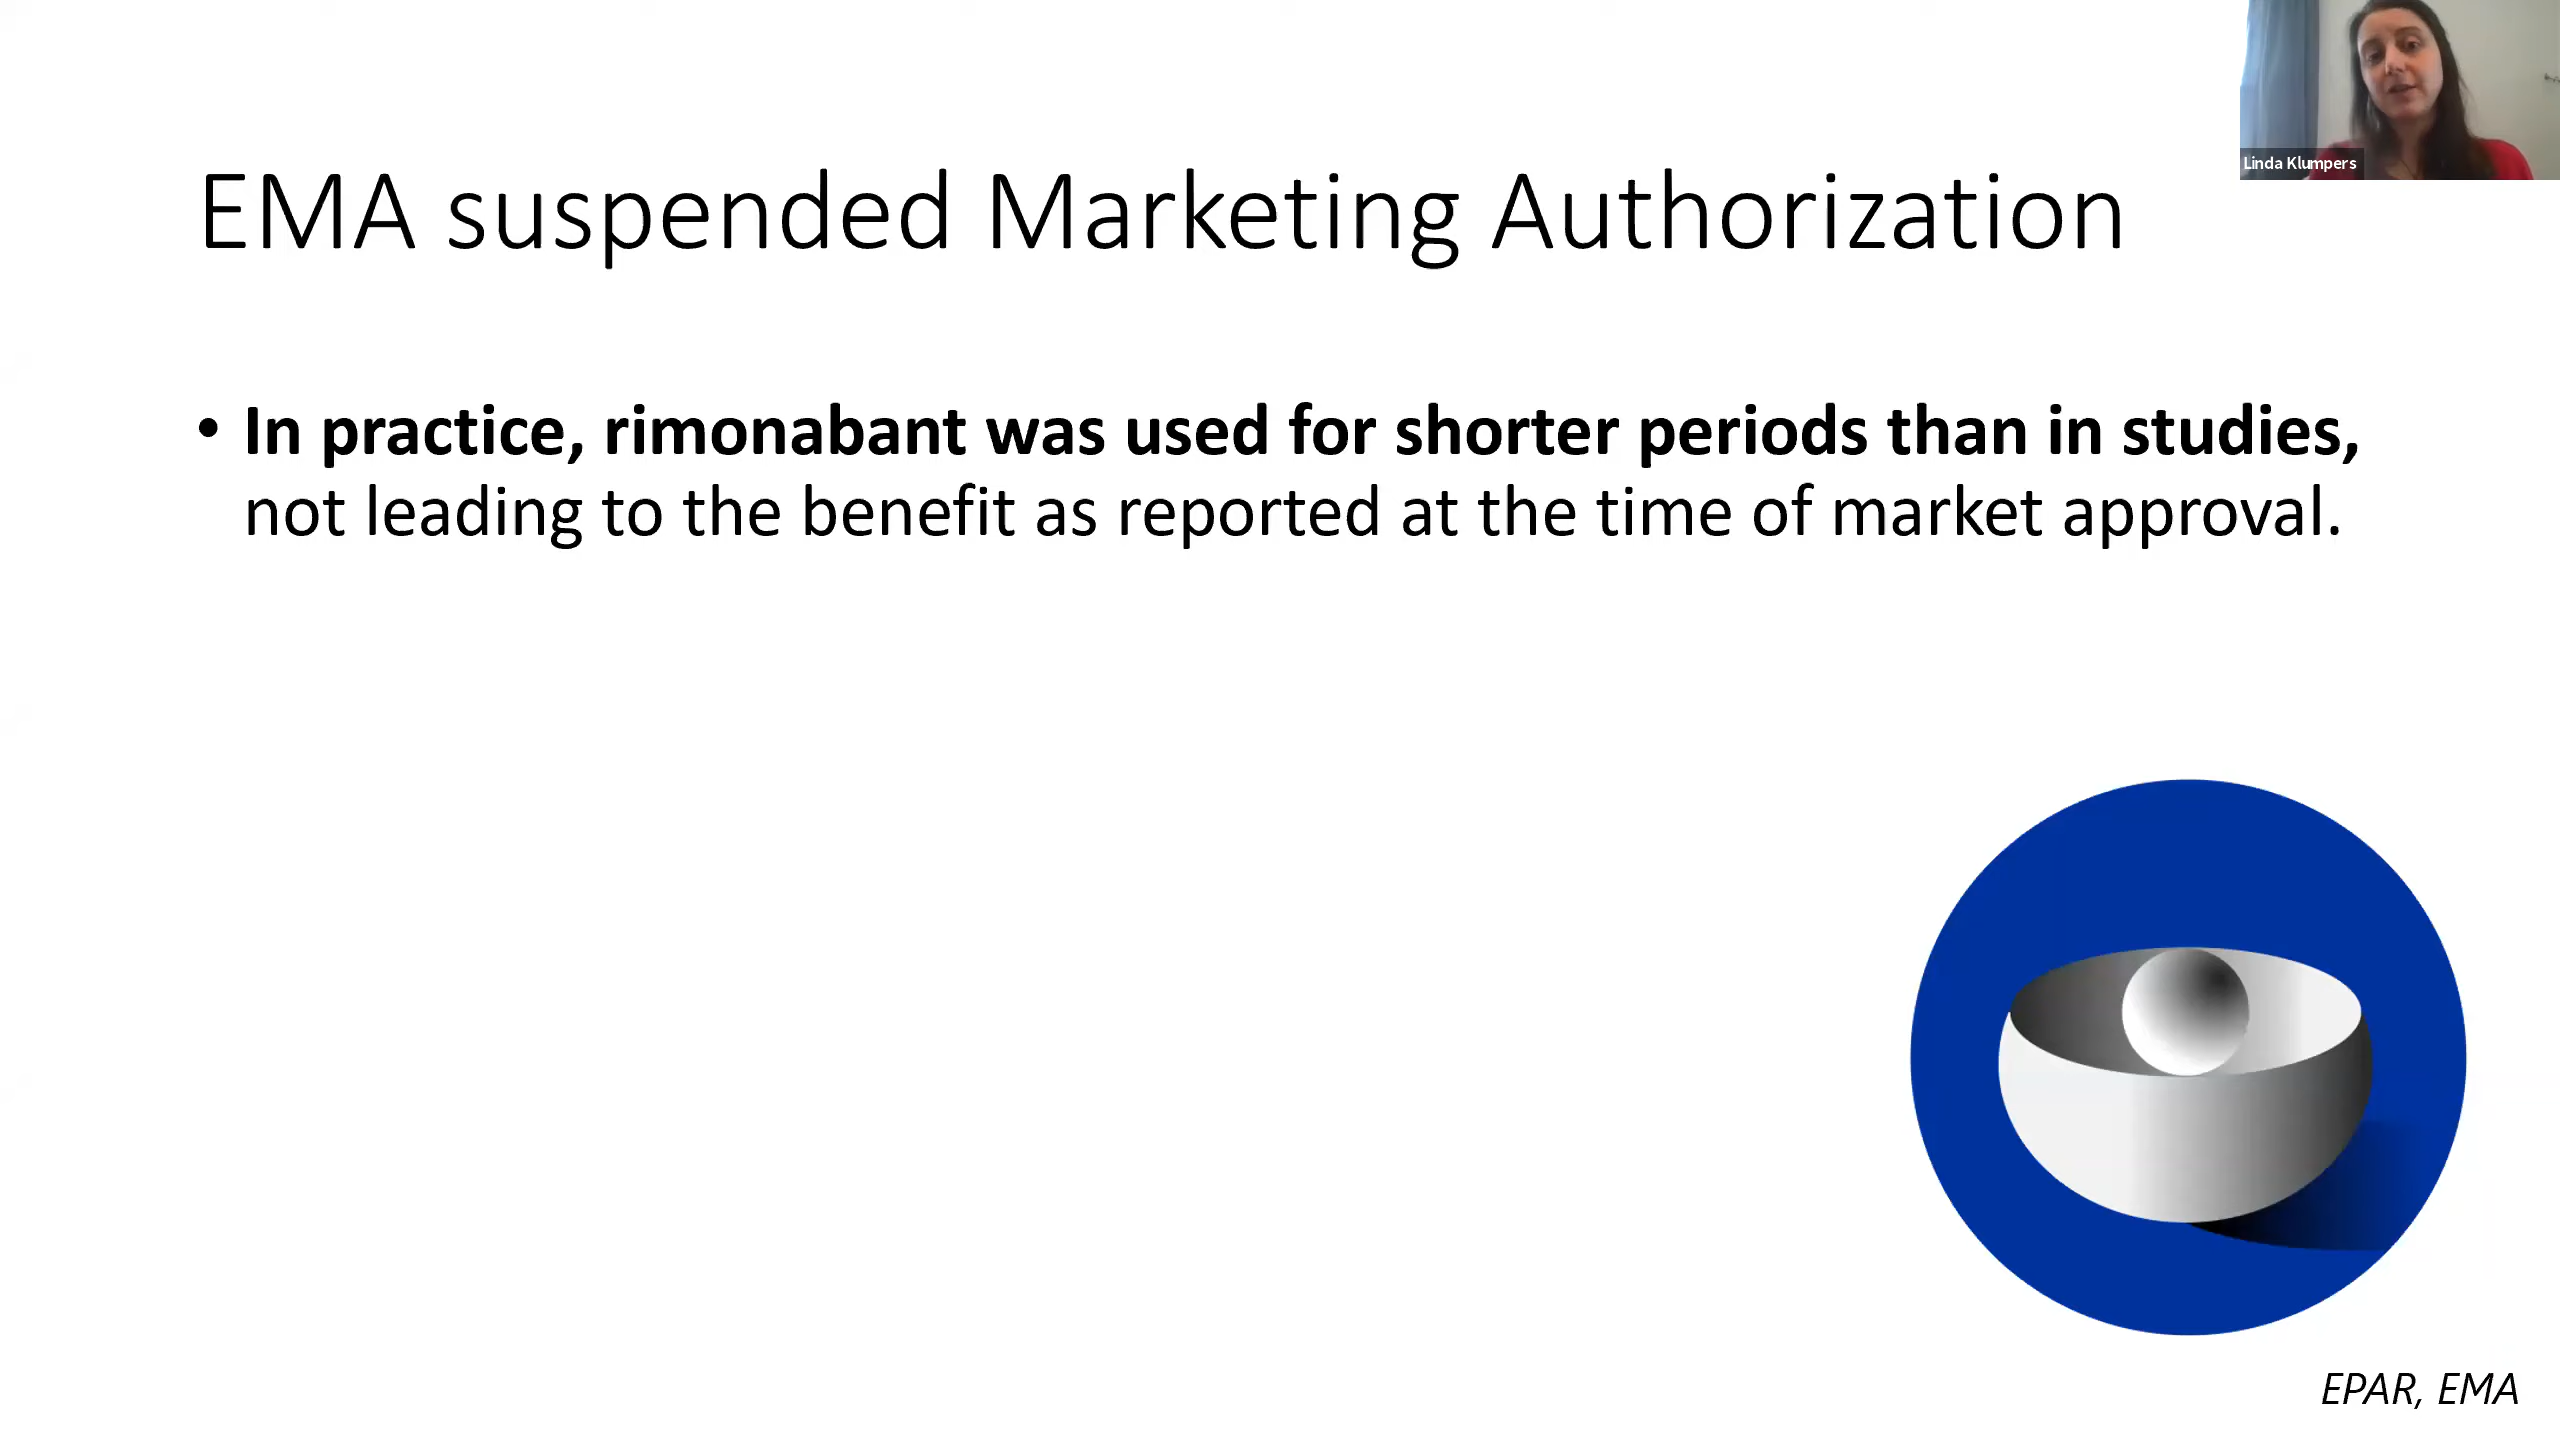 Linda Klumpers
EMA suspended Marketing Authorization
• In practice, rimonabant was used for shorter periods than in studies,
not leading to the benefit as reported at the time of market approval.
EPAR, EMA